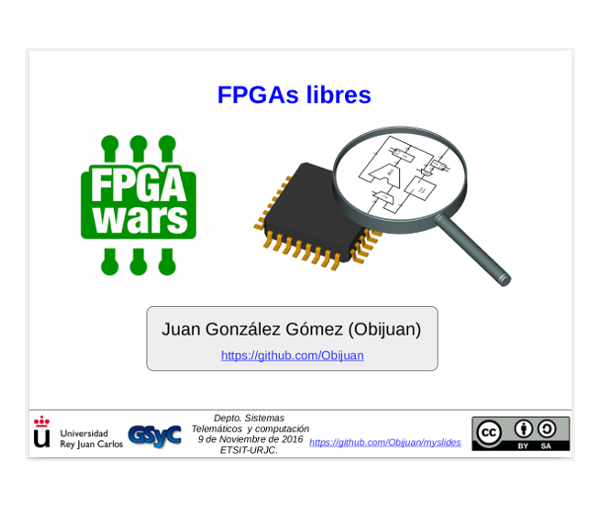 FPGAs libres
FPGA
wars
Juan González Gómez (Obijuan)
https://github.com/Obijuan
Universidad
Rey Juan Carlos
GSyC
Depto. Sistemas
Telemáticos y computación
9 de Noviembre de 2016
ETSIT-URJC.
https://github.com/Obijuan/myslides
cc
BY SA